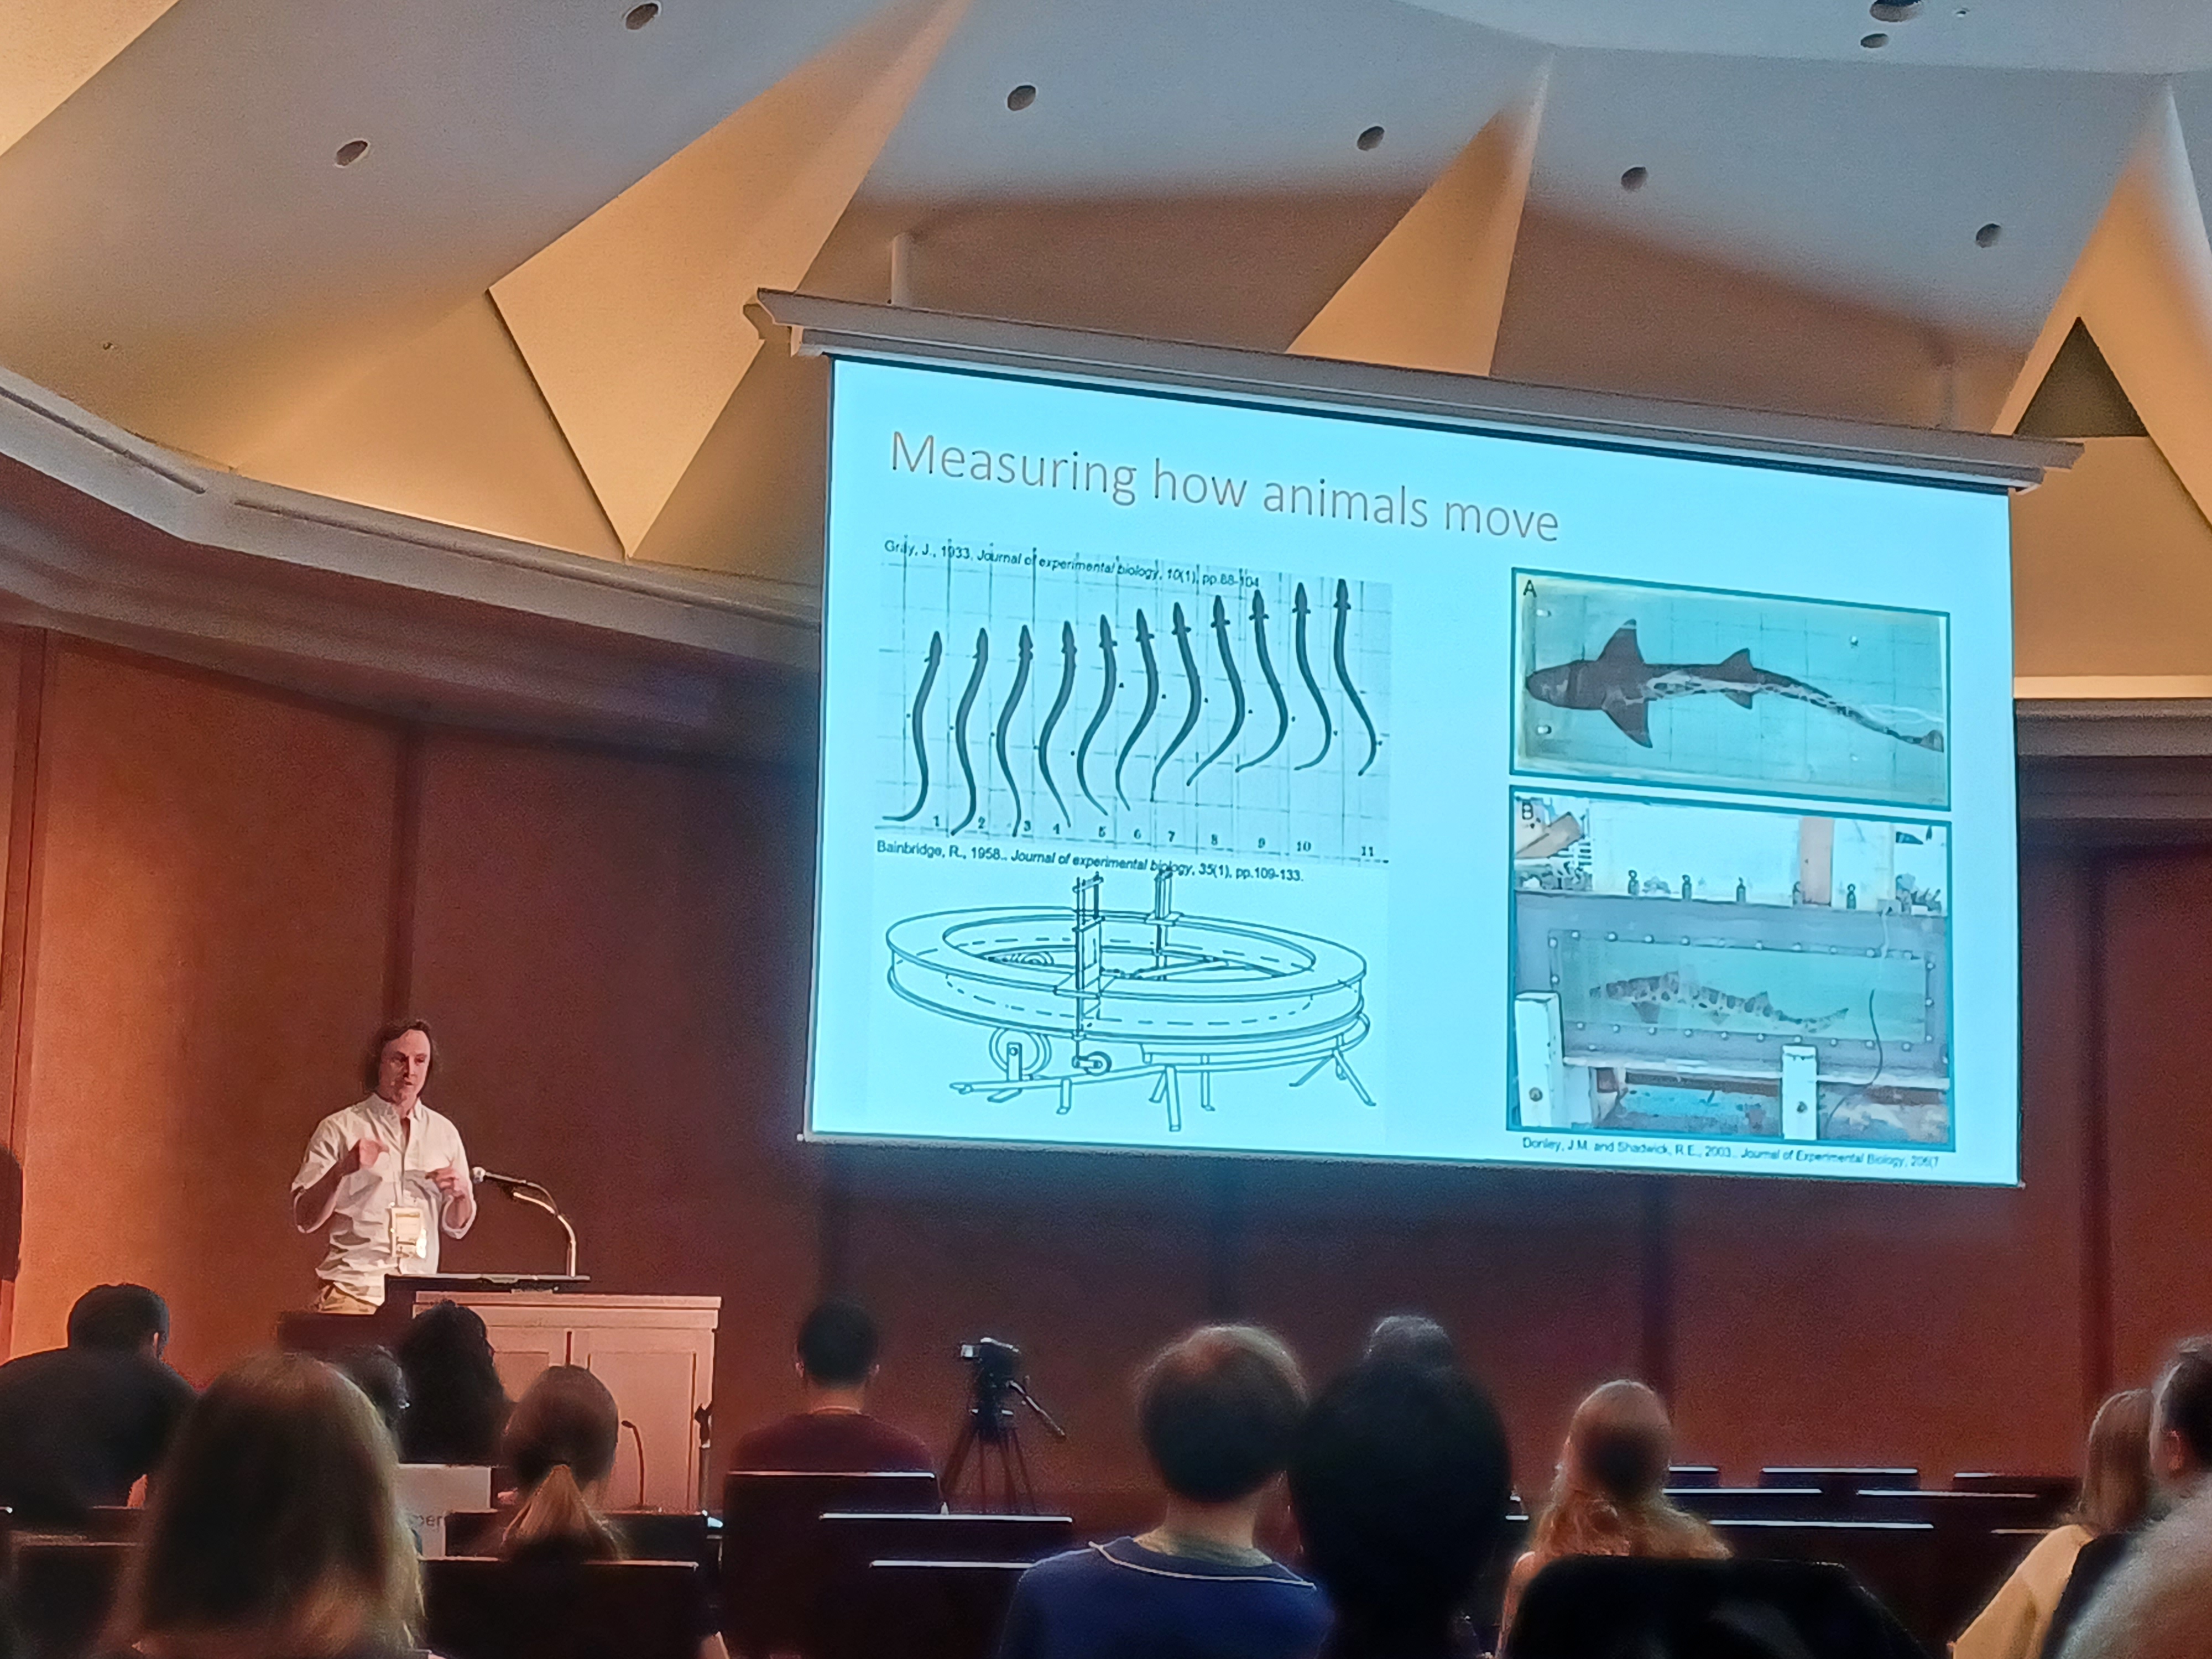 Measuring how animals move
Gray, J., 1933. Journal of experimental biology, 10(1), pp.88-104
1 2 3 4 5 6 7 8 9 10 11
Bainbridge, R., 1958.. Journal of experimental biology, 35(1), pp.109-133.
A
B
Donley, J.M. and Shadwick, R.E., 2003.. Journal of Experimental Biology, 206(7